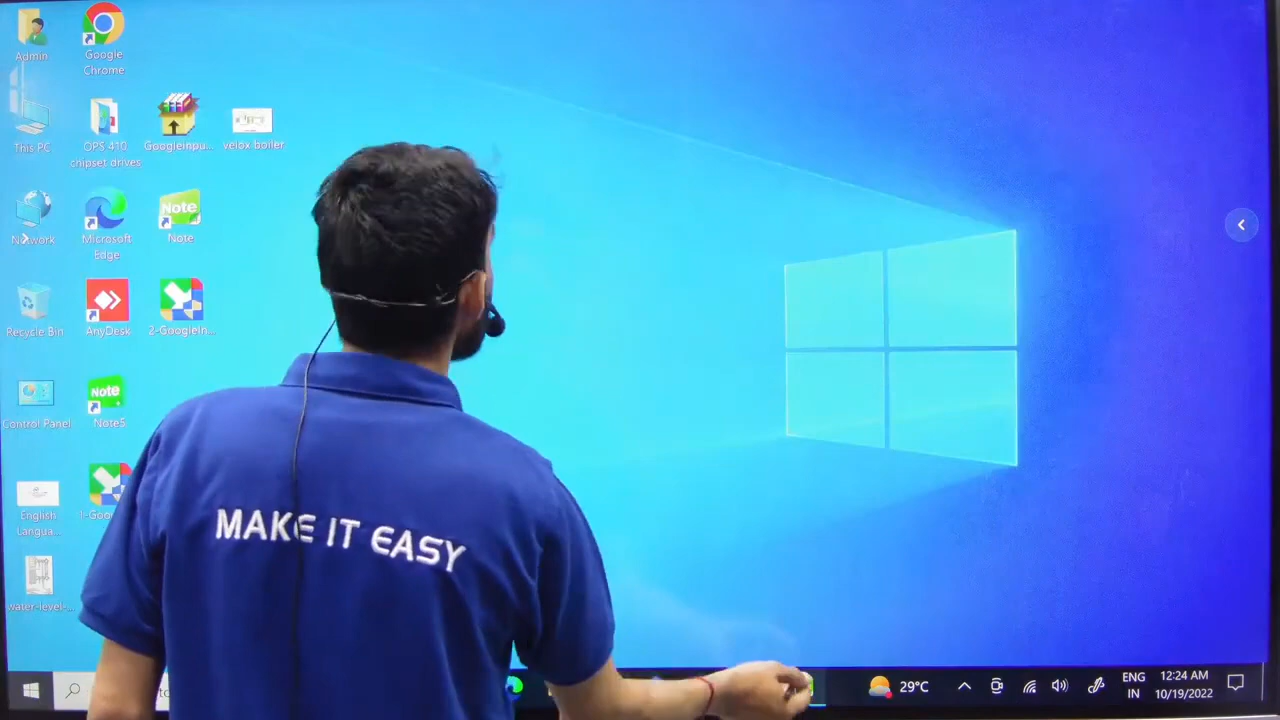 Admin
Google
Chrome
This PC
OPS 410
chipset drives
Googleinpu...
velox boiler
Network
Microsoft
Edge
Note
Note
Recycle Bin
AnyDesk
2-GoogleIn...
Control Panel
Note
Note5
English
Langua...
1-Goo
water-level-...
MAKE IT EASY
29°C
ENG
IN
12:24 AM
10/19/2022